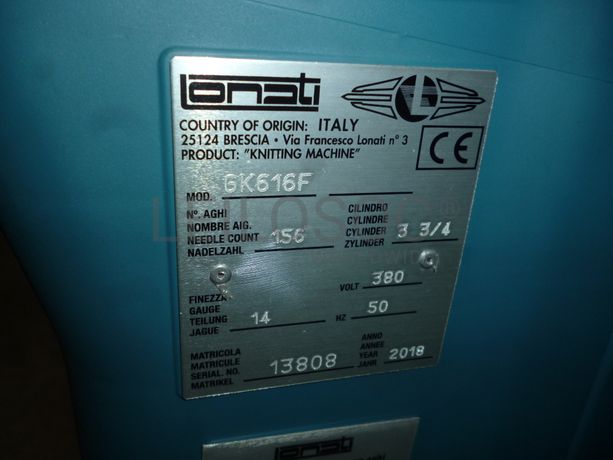 Lonati
COUNTRY OF ORIGIN: ITALY
25124 BRESCIA • Via Francesco Lonati n° 3
PRODUCT: "KNITTING MACHINE"
CE
MOD. GK616F
N°. AGHI
NOMBRE AIG.
NEEDLE COUNT 156
NADELZAHL
CILINDRO
CYLINDRE
CYLINDER 3 3/4
ZYLINDER
FINEZZA
GAUGE
TEILUNG 14
JAUGE
VOLT 380
HZ 50
MATRICOLA
MATRICULE
SERIAL. NO. 13808
MATRIKEL
ANNO
ANNEE
YEAR 2018
JAHR